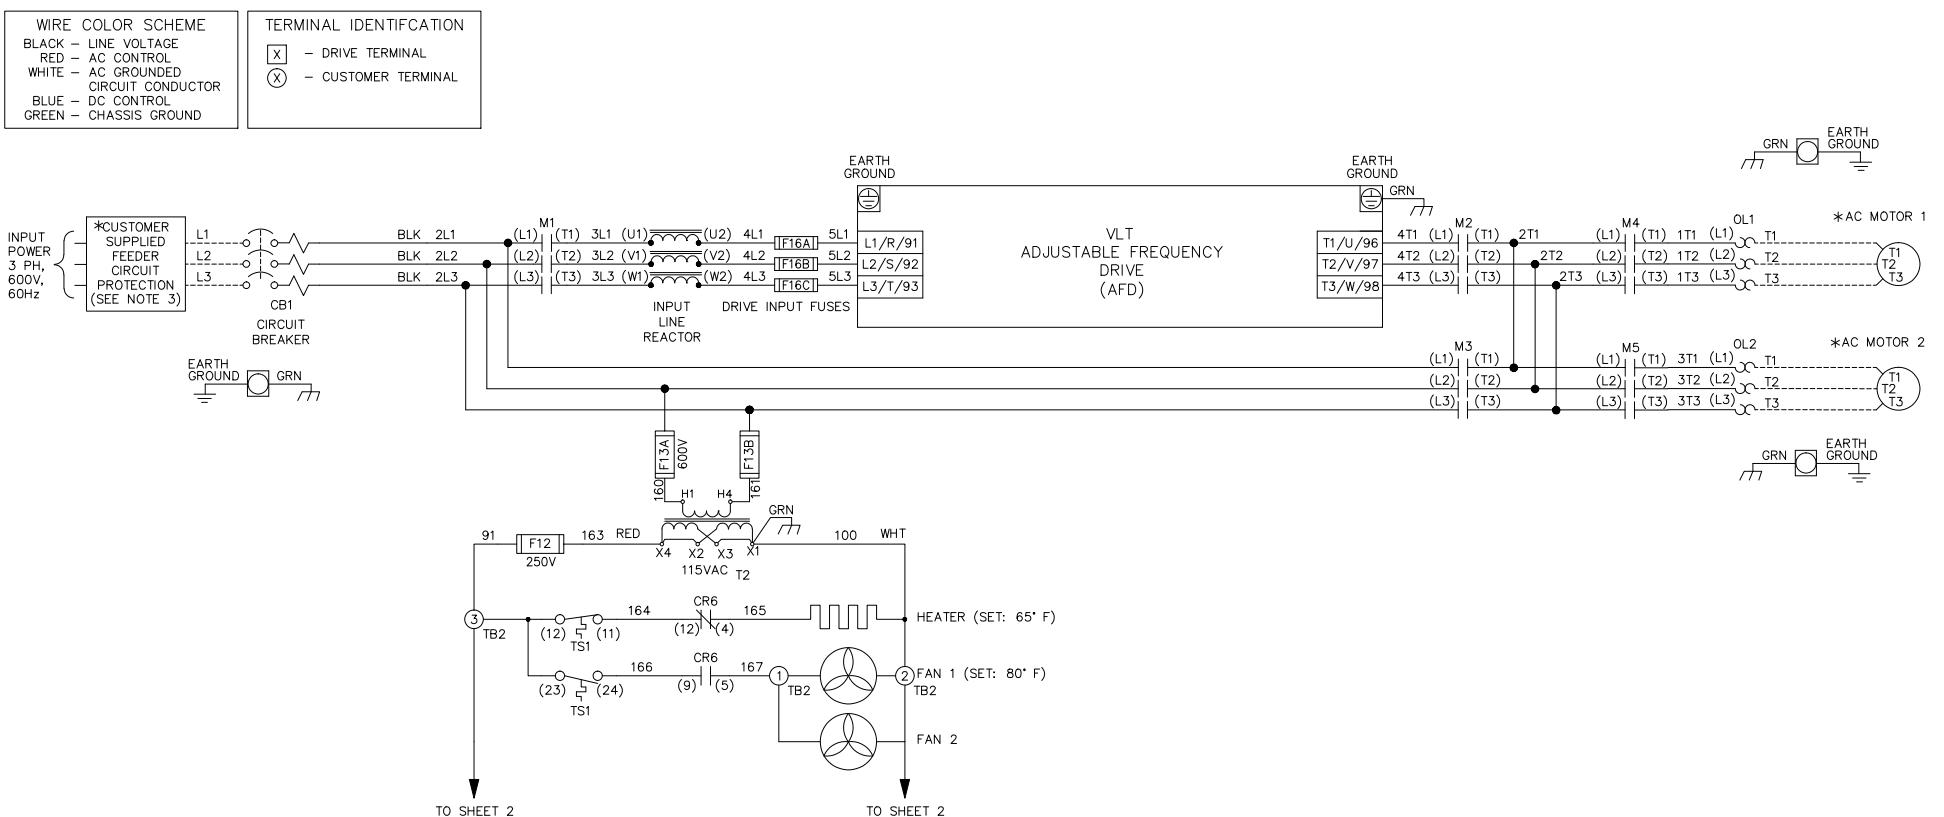 WIRE COLOR SCHEME
BLACK – LINE VOLTAGE
RED – AC CONTROL
WHITE – AC GROUNDED
CIRCUIT CONDUCTOR
BLUE – DC CONTROL
GREEN – CHASSIS GROUND
TERMINAL IDENTIFCATION
X – DRIVE TERMINAL
X – CUSTOMER TERMINAL
INPUT
POWER
3 PH,
600V,
60Hz
*CUSTOMER
SUPPLIED
FEEDER
CIRCUIT
PROTECTION
(SEE NOTE 3)
L1
L2
L3
CB1
CIRCUIT
BREAKER
EARTH
GROUND
GRN
M1
BLK 2L1 (L1) (T1) 3L1 (U1) (U2) 4L1 F16A 5L1
BLK 2L2 (L2) (T2) 3L2 (V1) (V2) 4L2 F16B 5L2
BLK 2L3 (L3) (T3) 3L3 (W1) (W2) 4L3 F16C 5L3
INPUT
LINE
REACTOR
DRIVE INPUT FUSES
EARTH
GROUND
L1/R/91
L2/S/92
L3/T/93
VLT
ADJUSTABLE FREQUENCY
DRIVE
(AFD)
EARTH
GROUND
GRN
T1/U/96
T2/V/97
T3/W/98
M2
M4
OL1
4T1 (L1) (T1) 2T1 (L1) (T1) 1T1 (L1) T1
4T2 (L2) (T2) 2T2 (L2) (T2) 1T2 (L2) T2
4T3 (L3) (T3) 2T3 (L3) (T3) 1T3 (L3) T3
*AC MOTOR 1
T1
T2
T3
GRN
EARTH
GROUND
M3
M5
OL2
(L1) (T1) (L1) (T1) 3T1 (L1) T1
(L2) (T2) (L2) (T2) 3T2 (L2) T2
(L3) (T3) (L3) (T3) 3T3 (L3) T3
*AC MOTOR 2
T1
T2
T3
GRN
EARTH
GROUND
F13A
600V
F13B
160
161
H1
H4
GRN
91
F12
250V
163
RED
X4
X2
X3
X1
115VAC
T2
100
WHT
3
TB2
(12)
(11)
TS1
164
CR6
(12)
(4)
165
HEATER (SET: 65° F)
(23)
(24)
TS1
166
CR6
(9)
(5)
167
1
TB2
2
TB2
FAN 1 (SET: 80° F)
FAN 2
TO SHEET 2
TO SHEET 2